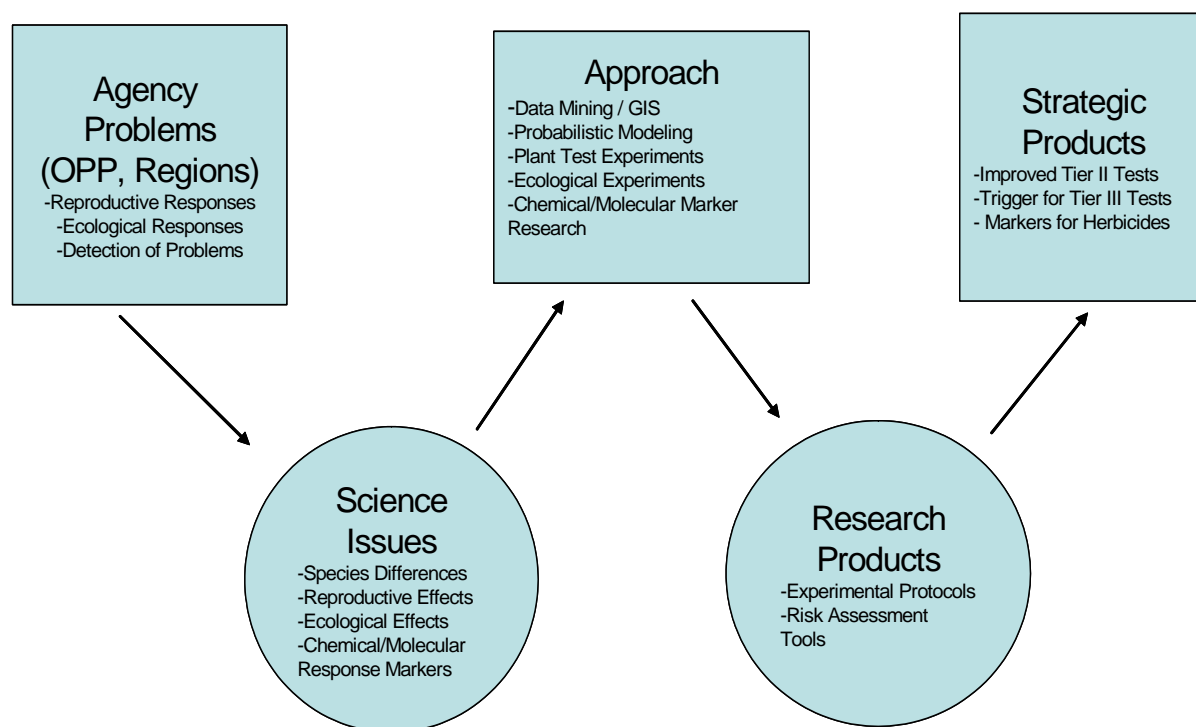 Agency
Problems
(OPP, Regions)
-Reproductive Responses
-Ecological Responses
-Detection of Problems
Science
Issues
-Species Differences
-Reproductive Effects
-Ecological Effects
-Chemical/Molecular
Response Markers
Approach
-Data Mining / GIS
-Probabilistic Modeling
-Plant Test Experiments
-Ecological Experiments
-Chemical/Molecular Marker
Research
Research
Products
-Experimental Protocols
-Risk Assessment
Tools
Strategic
Products
-Improved Tier II Tests
-Trigger for Tier III Tests
- Markers for Herbicides